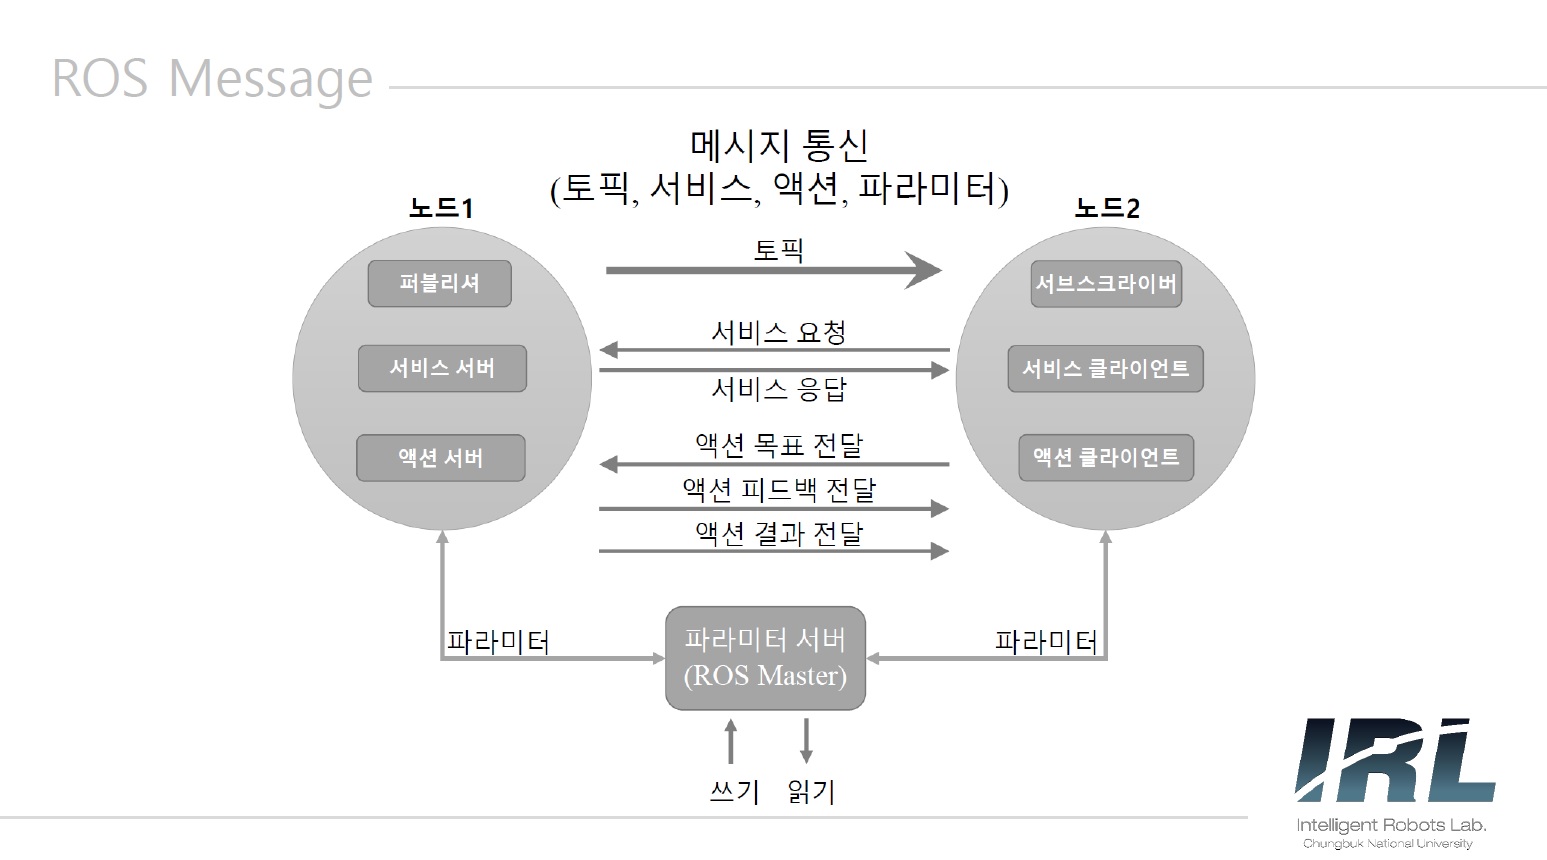 ROS Message
메시지 통신
(토픽, 서비스, 액션, 파라미터)
노드1
노드2
퍼블리셔
토픽
서브스크라이버
서비스 요청
서비스 서버
서비스 클라이언트
서비스 응답
액션 목표 전달
액션 서버
액션 클라이언트
액션 피드백 전달
액션 결과 전달
파라미터
파라미터 서버
(ROS Master)
파라미터
쓰기
읽기
IRL
Intelligent Robots Lab.
Chungbuk National University